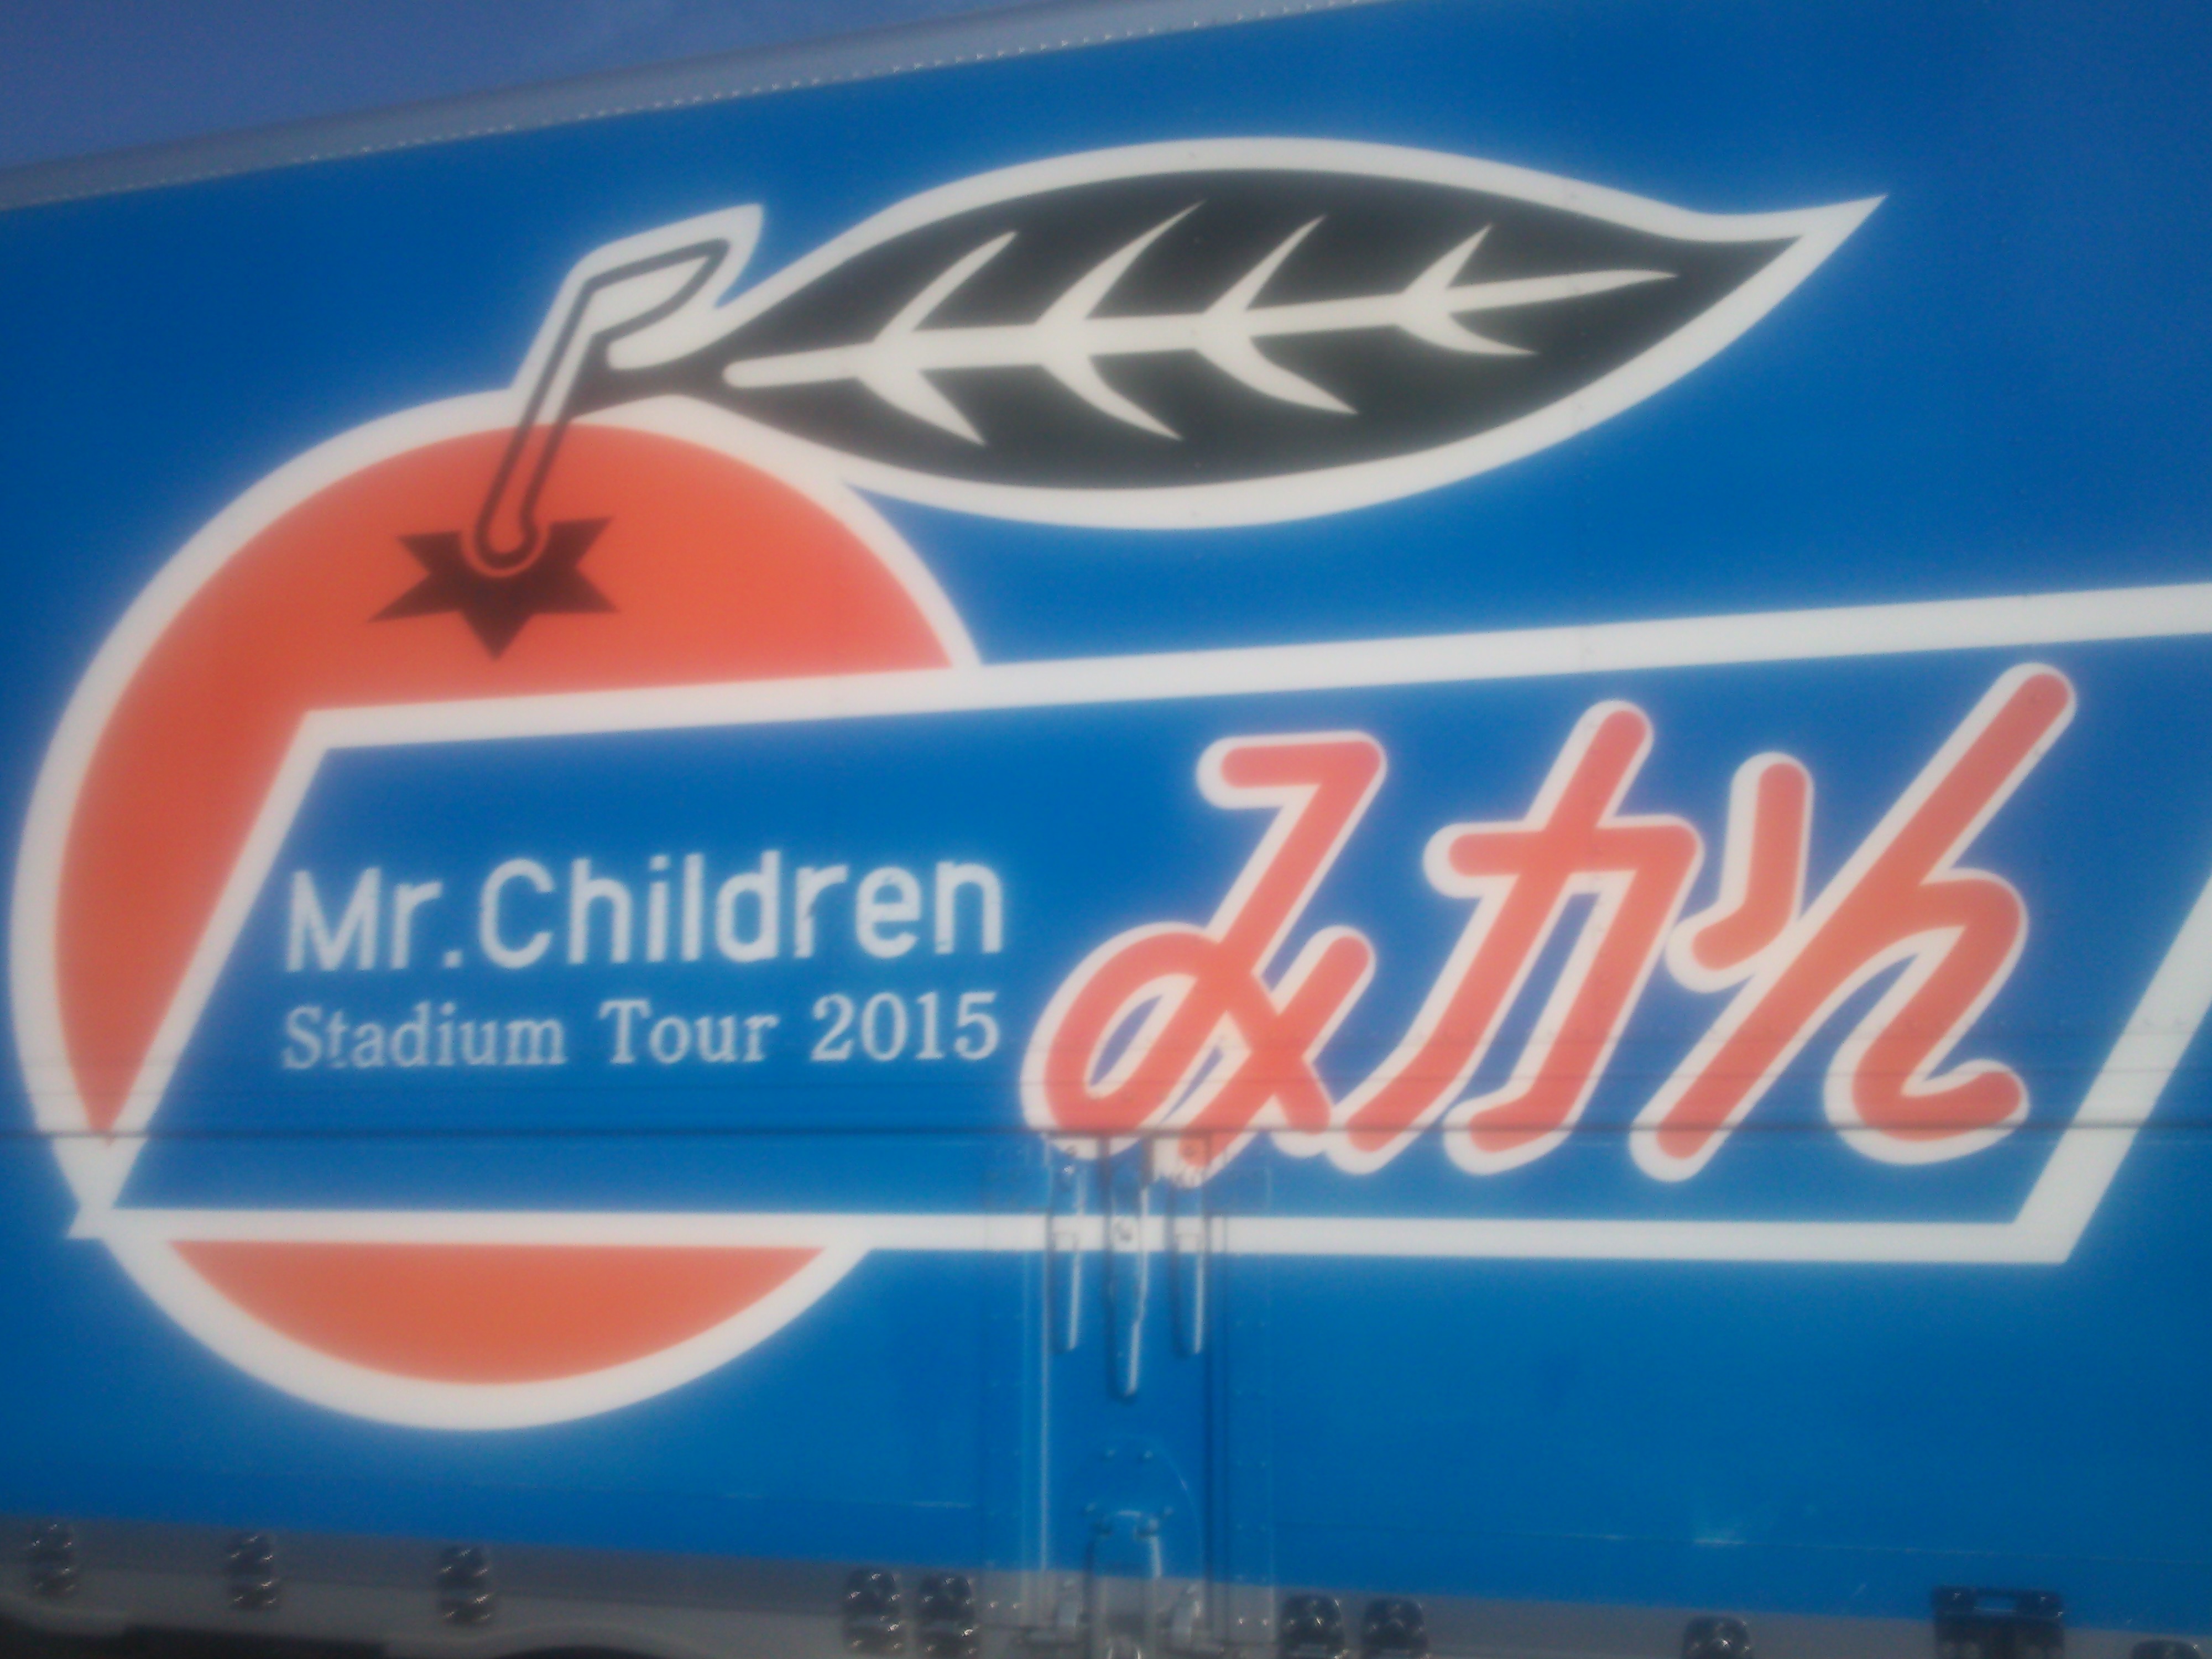 Mr.Children
Stadium Tour 2015
みかん